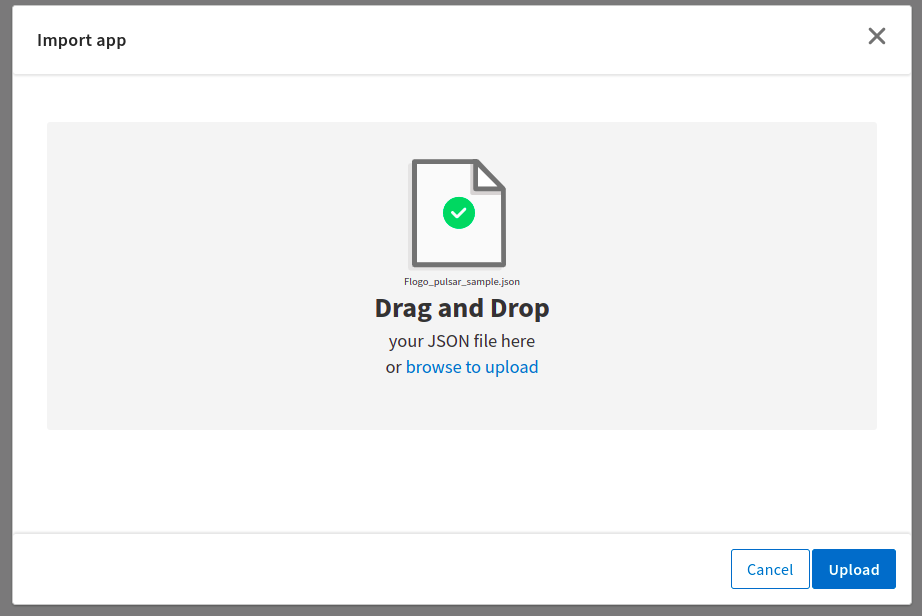 Import app
Flogo_pulsar_sample.json
Drag and Drop
your JSON file here
or browse to upload
Cancel
Upload